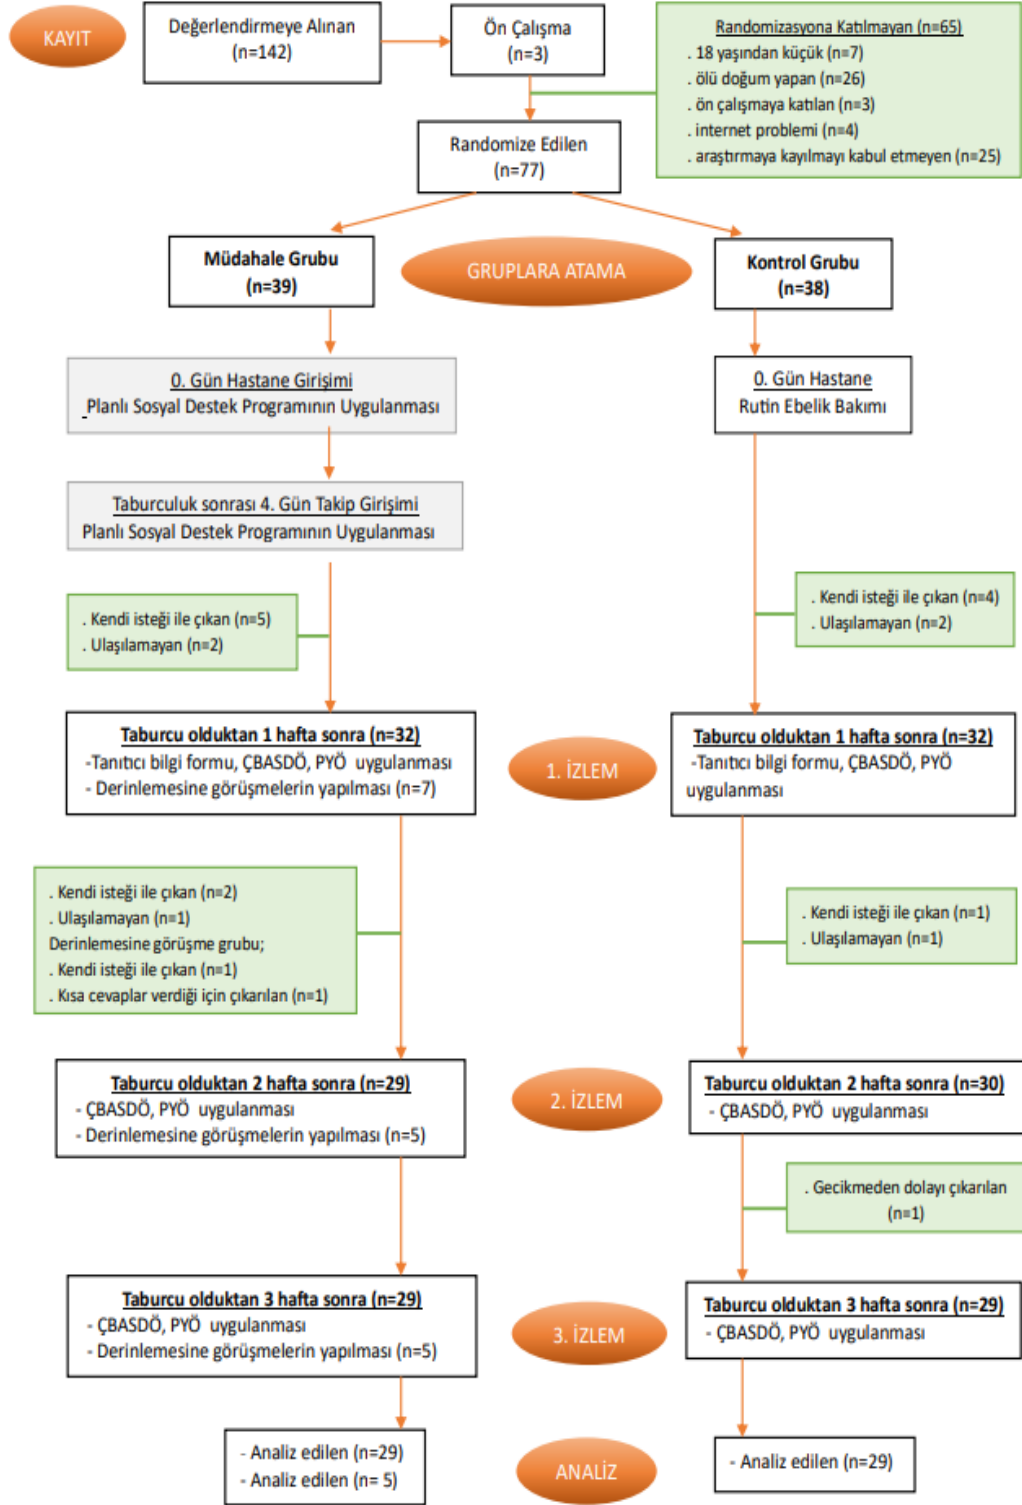 KAYIT
Değerlendirmeye Alınan
(n=142)
Ön Çalışma
(n=3)
Randomizasyona Katılmayan (n=65)
. 18 yaşından küçük (n=7)
. ölü doğum yapan (n=26)
. ön çalışmaya katılan (n=3)
. internet problemi (n=4)
. araştırmaya kayılmayı kabul etmeyen (n=25)
Randomize Edilen
(n=77)
Müdahale Grubu
(n=39)
GRUPLARA ATAMA
Kontrol Grubu
(n=38)
0. Gün Hastane Girişimi
Planlı Sosyal Destek Programının Uygulanması
0. Gün Hastane
Rutin Ebelik Bakımı
Taburculuk sonrası 4. Gün Takip Girişimi
Planlı Sosyal Destek Programının Uygulanması
. Kendi isteği ile çıkan (n=5)
. Ulaşılamayan (n=2)
. Kendi isteği ile çıkan (n=4)
. Ulaşılamayan (n=2)
Taburcu olduktan 1 hafta sonra (n=32)
-Tanıtıcı bilgi formu, ÇBASDÖ, PYÖ uygulanması
- Derinlemesine görüşmelerin yapılması (n=7)
1. İZLEM
Taburcu olduktan 1 hafta sonra (n=32)
-Tanıtıcı bilgi formu, ÇBASDÖ, PYÖ
uygulanması
. Kendi isteği ile çıkan (n=2)
. Ulaşılamayan (n=1)
Derinlemesine görüşme grubu;
. Kendi isteği ile çıkan (n=1)
. Kısa cevaplar verdiği için çıkarılan (n=1)
. Kendi isteği ile çıkan (n=1)
. Ulaşılamayan (n=1)
Taburcu olduktan 2 hafta sonra (n=29)
- ÇBASDÖ, PYÖ uygulanması
- Derinlemesine görüşmelerin yapılması (n=5)
2. İZLEM
Taburcu olduktan 2 hafta sonra (n=30)
- ÇBASDÖ, PYÖ uygulanması
. Gecikmeden dolayı çıkarılan
(n=1)
Taburcu olduktan 3 hafta sonra (n=29)
- ÇBASDÖ, PYÖ uygulanması
- Derinlemesine görüşmelerin yapılması (n=5)
3. İZLEM
Taburcu olduktan 3 hafta sonra (n=29)
- ÇBASDÖ, PYÖ uygulanması
- Analiz edilen (n=29)
- Analiz edilen (n= 5)
ANALİZ
- Analiz edilen (n=29)